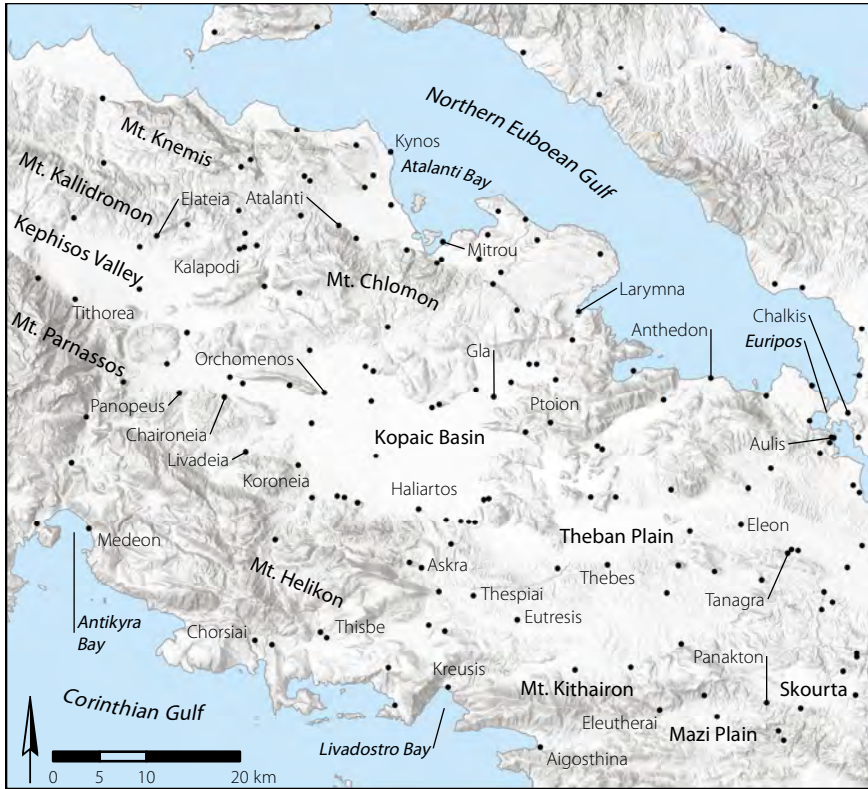 Northern Euboean Gulf
Mt. Knemis
Kynos
Atalanti Bay
Mt. Kallidromon
Elateia
Atalanti
Kephisos Valley
Kalapodi
Mitrou
Mt. Chlomon
Larymna
Tithorea
Anthedon
Chalkis
Euripos
Mt. Parnassos
Orchomenos
Gla
Panopeus
Ptoion
Chaironeia
Kopaic Basin
Aulis
Livadeia
Koroneia
Haliartos
Medeon
Theban Plain
Eleon
Mt. Helikon
Askra
Thebes
Thespiai
Tanagra
Antikyra
Bay
Eutresis
Chorsiai
Thisbe
Panakton
Kreusis
Mt. Kithairon
Skourta
Corinthian Gulf
Eleutherai
Mazi Plain
Livadostro Bay
Aigosthina
0 5 10 20 km